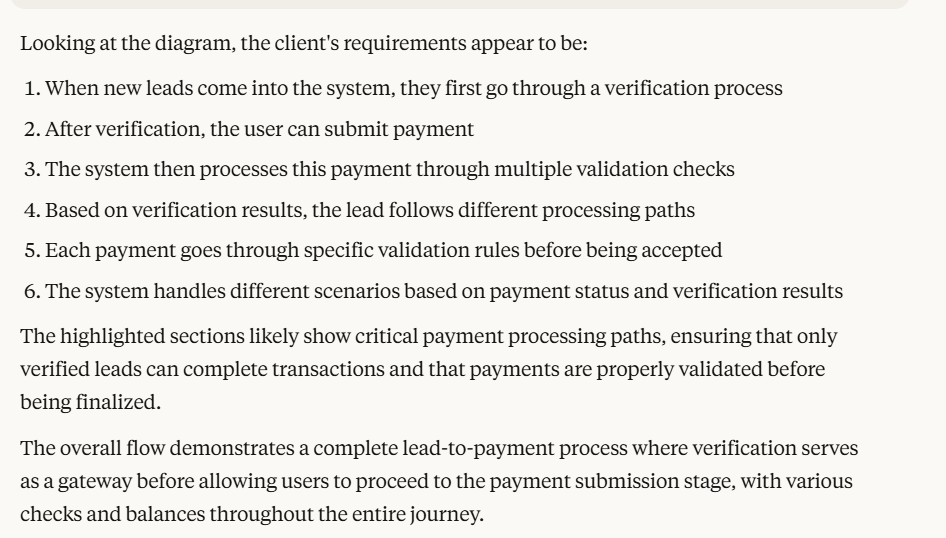 Looking at the diagram, the client's requirements appear to be:
1. When new leads come into the system, they first go through a verification process
2. After verification, the user can submit payment
3. The system then processes this payment through multiple validation checks
4. Based on verification results, the lead follows different processing paths
5. Each payment goes through specific validation rules before being accepted
6. The system handles different scenarios based on payment status and verification results
The highlighted sections likely show critical payment processing paths, ensuring that only
verified leads can complete transactions and that payments are properly validated before
being finalized.
The overall flow demonstrates a complete lead-to-payment process where verification serves
as a gateway before allowing users to proceed to the payment submission stage, with various
checks and balances throughout the entire journey.